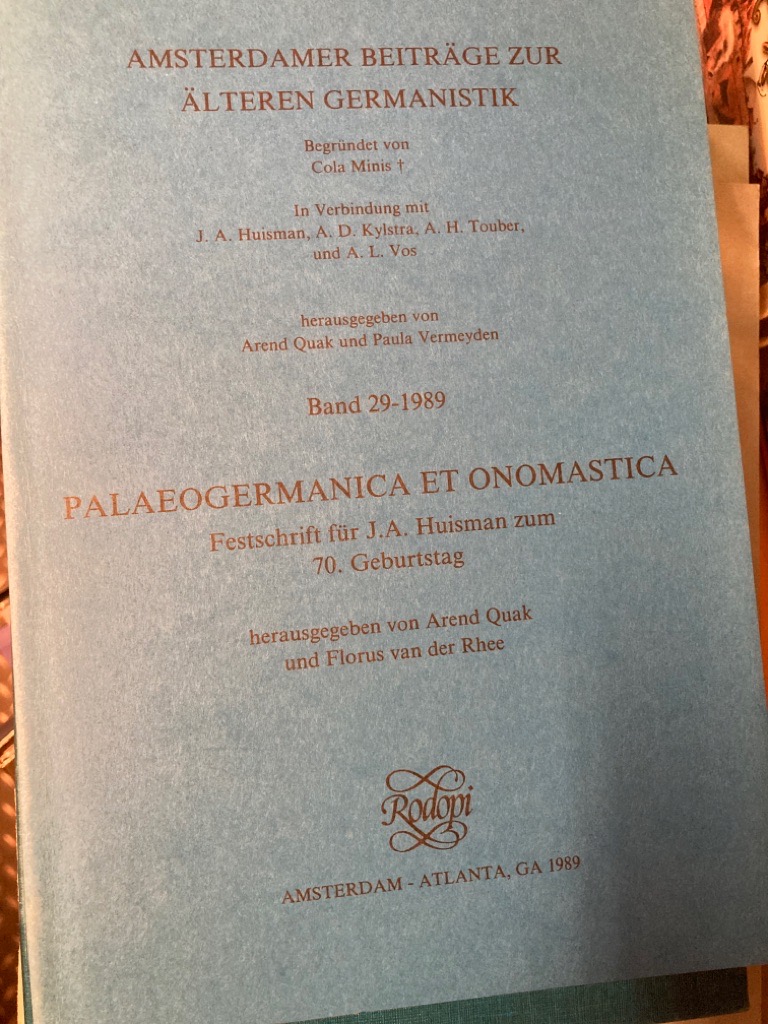 AMSTERDAMER BEITRÄGE ZUR
ÄLTEREN GERMANISTIK
Begründet von
Cola Minis †
In Verbindung mit
J. A. Huisman, A. D. Kylstra, A. H. Touber,
und A. L. Vos
herausgegeben von
Arend Quak und Paula Vermeyden
Band 29-1989
PALAEOGERMANICA ET ONOMASTICA
Festschrift für J.A. Huisman zum
70. Geburtstag
herausgegeben von Arend Quak
und Florus van der Rhee
Rodopi
AMSTERDAM - ATLANTA, GA 1989